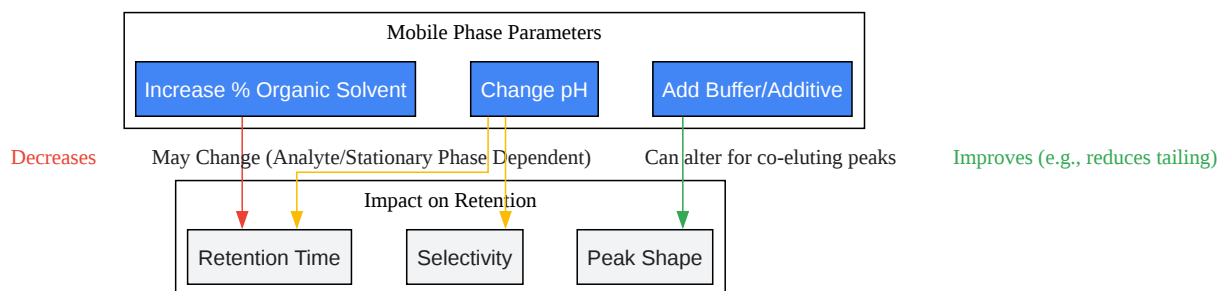 Mobile Phase Parameters
Increase % Organic Solvent
Change pH
Add Buffer/Additive
Decreases
May Change (Analyte/Stationary Phase Dependent)
Can alter for co-eluting peaks
Improves (e.g., reduces tailing)
Impact on Retention
Retention Time
Selectivity
Peak Shape